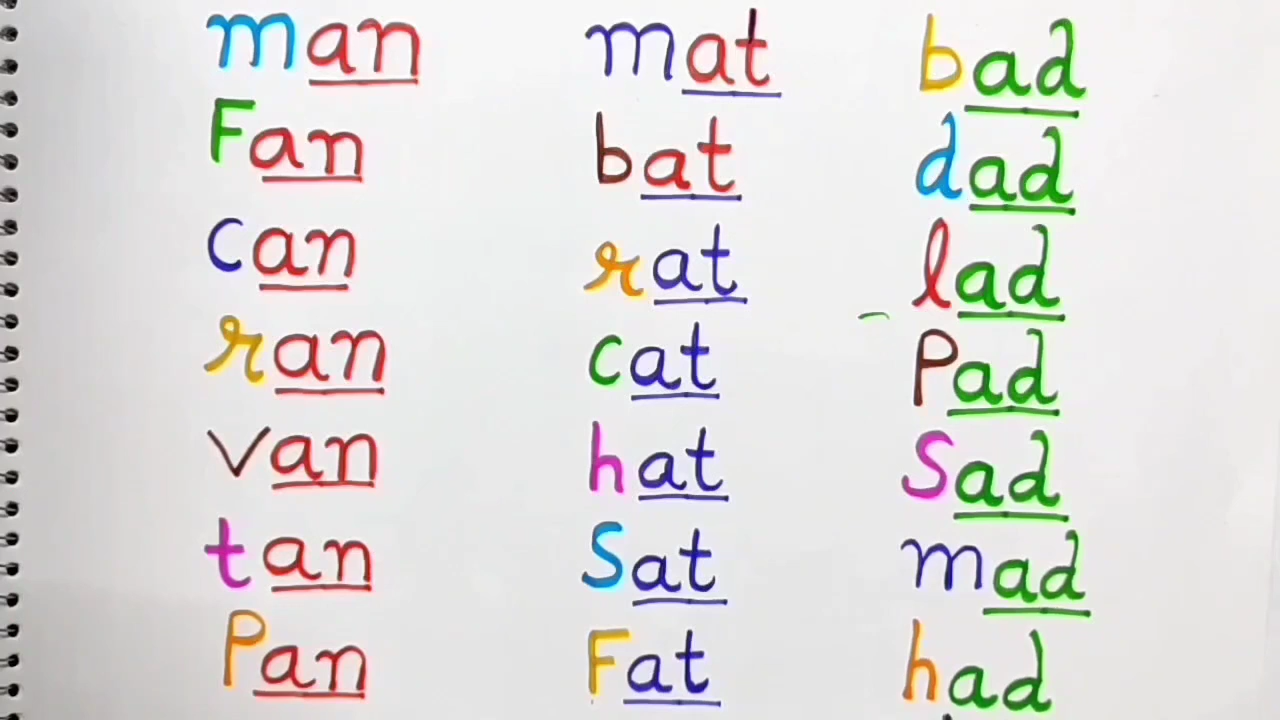 man mat bad
Fan bat dad
can rat lad
ran cat Pad
van hat Sad
tan Sat mad
Pan Fat had